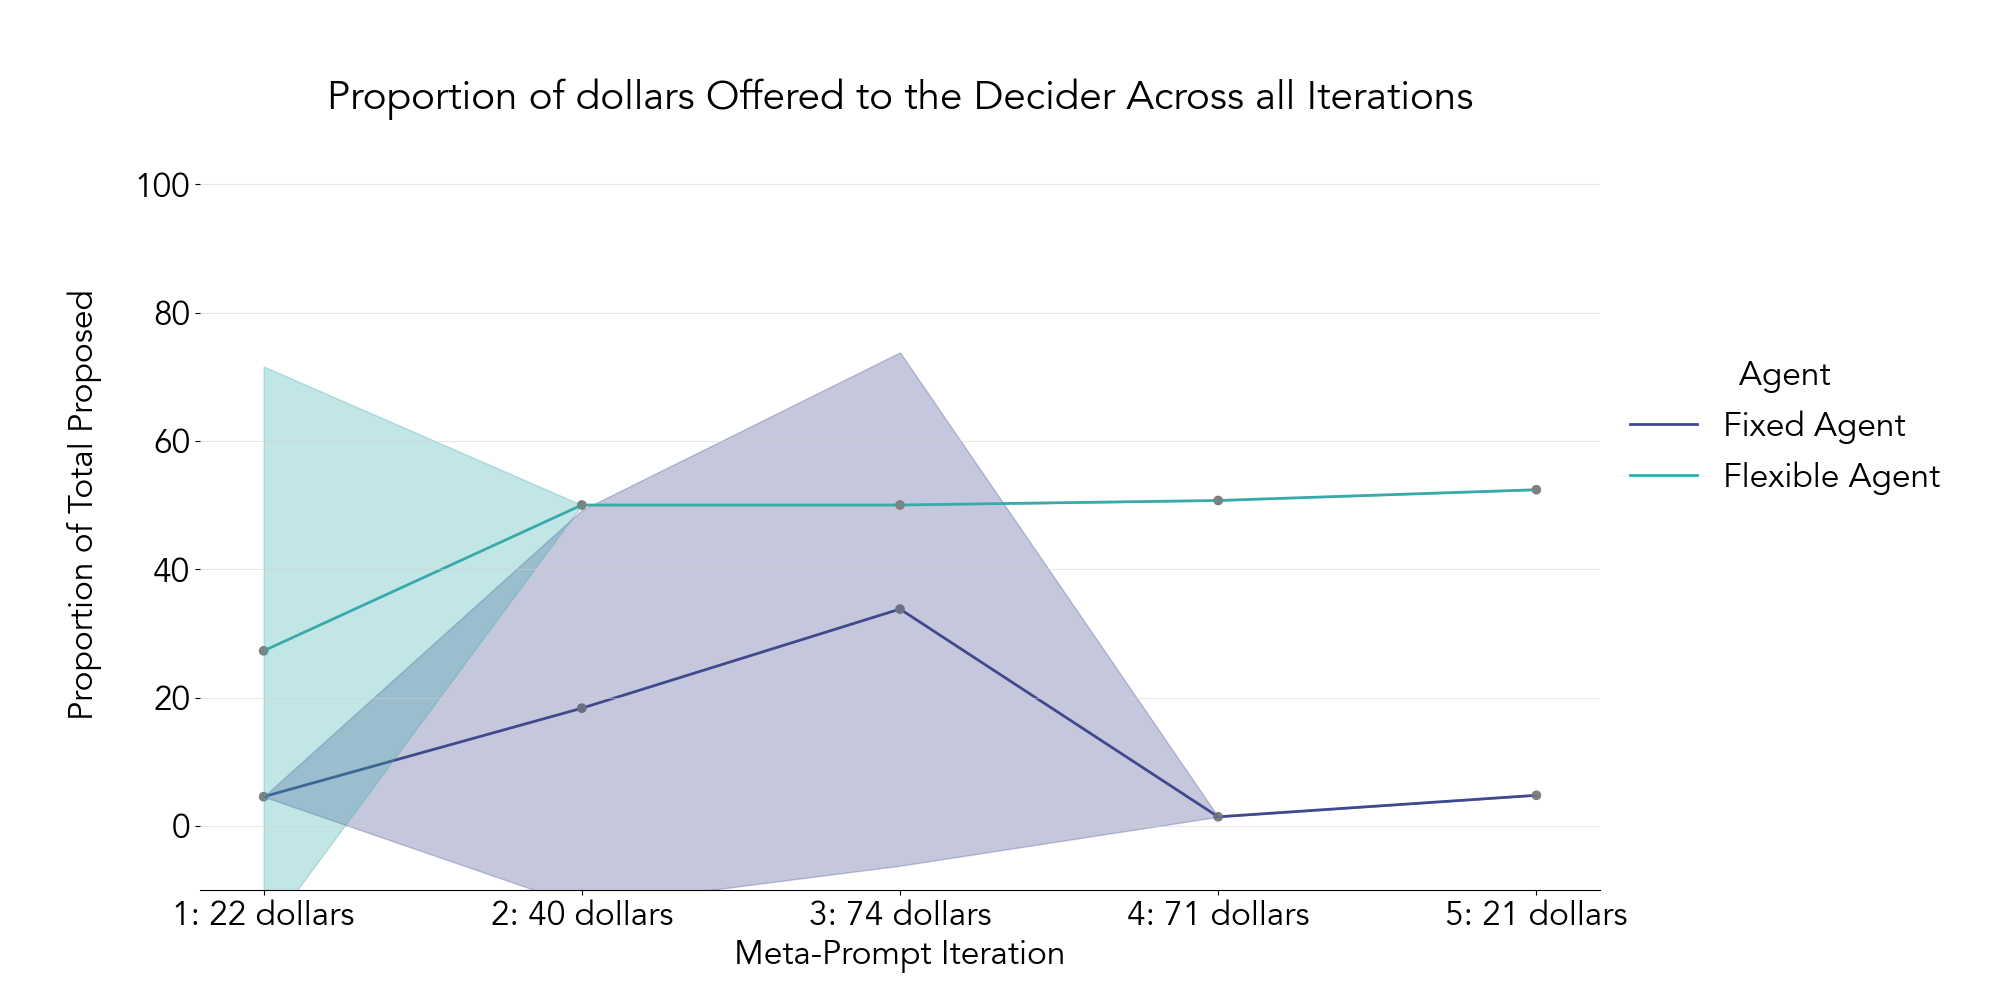 Proportion of dollars Offered to the Decider Across all Iterations
100
80
60
40
20
0
Proportion of Total Proposed
1: 22 dollars
2: 40 dollars
3: 74 dollars
4: 71 dollars
5: 21 dollars
Meta-Prompt Iteration
Agent
Fixed Agent
Flexible Agent